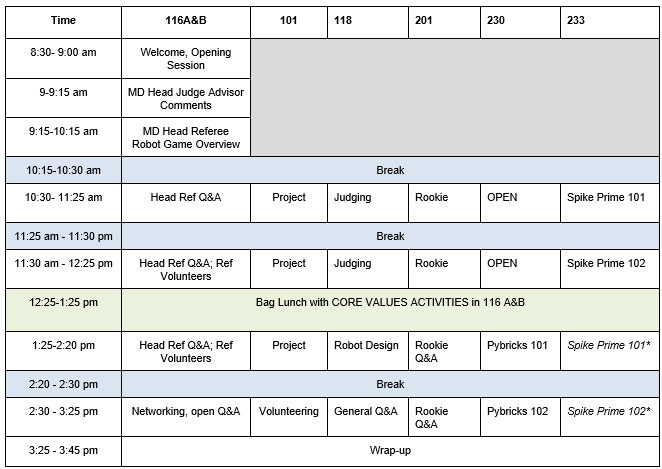 Time 116A&B 101 118 201 230 233
8:30- 9:00 am Welcome, Opening
Session
9-9:15 am MD Head Judge Advisor
Comments
9:15-10:15 am MD Head Referee
Robot Game Overview
10:15-10:30 am Break
10:30- 11:25 am Head Ref Q&A Project Judging Rookie OPEN Spike Prime 101
11:25 am - 11:30 pm Break
11:30 am - 12:25 pm Head Ref Q&A; Ref Project Judging Rookie OPEN Spike Prime 102
Volunteers
12:25-1:25 pm Bag Lunch with CORE VALUES ACTIVITIES in 116 A&B
1:25-2:20 pm Head Ref Q&A; Ref Project Robot Design Rookie Pybricks 101 Spike Prime 101*
Volunteers Q&A
2:20 - 2:30 pm Break
2:30 - 3:25 pm Networking, open Q&A Volunteering General Q&A Rookie Pybricks 102 Spike Prime 102*
Q&A
3:25 - 3:45 pm Wrap-up